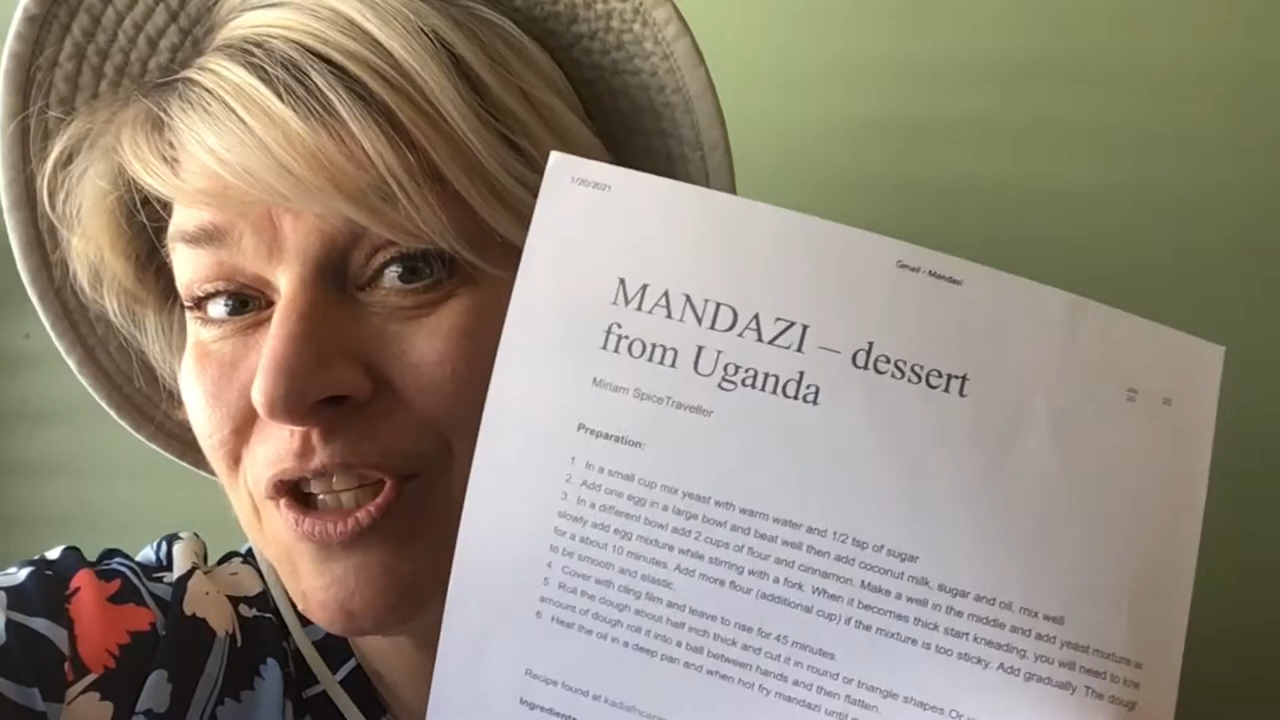 1/20/2021
Gmail - Mandazi
MANDAZI – dessert
from Uganda
Miriam SpiceTraveller
Preparation:
1. In a small cup mix yeast with warm water and 1/2 tsp of sugar
2. Add one egg in a large bowl and beat well then add coconut milk, sugar and oil, mix well
3. In a different bowl add 2 cups of flour and cinnamon. Make a well in the middle and add yeast mixture
slowly add egg mixture while stirring with a fork. When it becomes thick start kneading, you will need to
for a about 10 minutes. Add more flour (additional cup) if the mixture is too sticky. Add gradually. The
to be smooth and elastic.
4. Cover with cling film and leave to rise for 45 minutes.
5. Roll the dough about half inch thick and cut it in round or triangle shapes. Or
amount of dough roll it into a ball between hands and then flatten.
6. Heat the oil in a deep pan and when hot fry mandazi until
Recipe found at
Ingredients